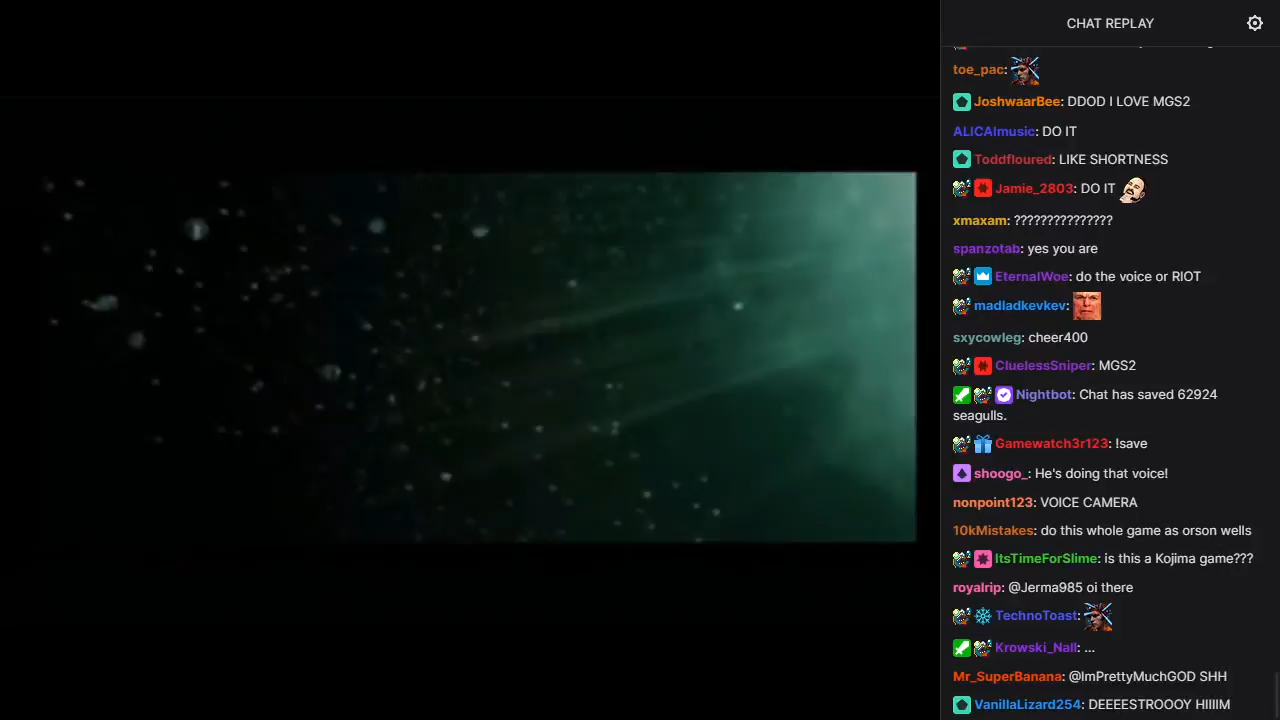 CHAT REPLAY
toe_pac:
JoshwaarBee: DDOD I LOVE MGS2
ALICAImusic: DO IT
Toddfloured: LIKE SHORTNESS
Jamie_2803: DO IT
xmaxam: ???????????????
spanzotab: yes you are
EternalWoe: do the voice or RIOT
madladkevkev:
sxycowleg: cheer400
CluelessSniper: MGS2
Nightbot: Chat has saved 62924
seagulls.
Gamewatch3r123: !save
shoogo_: He's doing that voice!
nonpoint123: VOICE CAMERA
10kMistakes: do this whole game as orson wells
ItsTimeForSlime: is this a Kojima game???
royalrip: @Jerma985 oi there
TechnoToast:
Krowski_Nall: ...
Mr_SuperBanana: @ImPrettyMuchGOD SHH
VanillaLizard254: DEEEESTROOOY HIIIIM